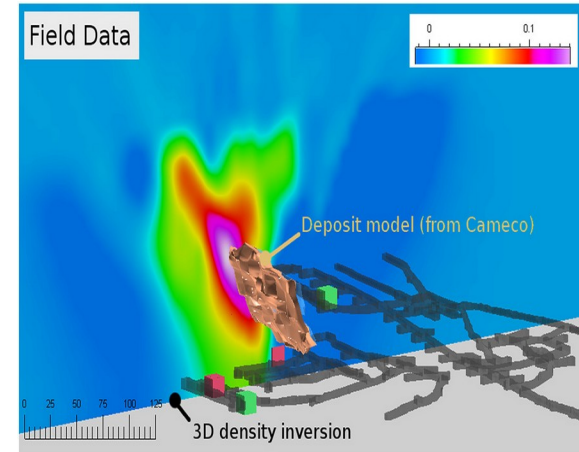 Field Data
0 0.1
Deposit model (from Cameco)
0 25 50 75 100 125
3D density inversion